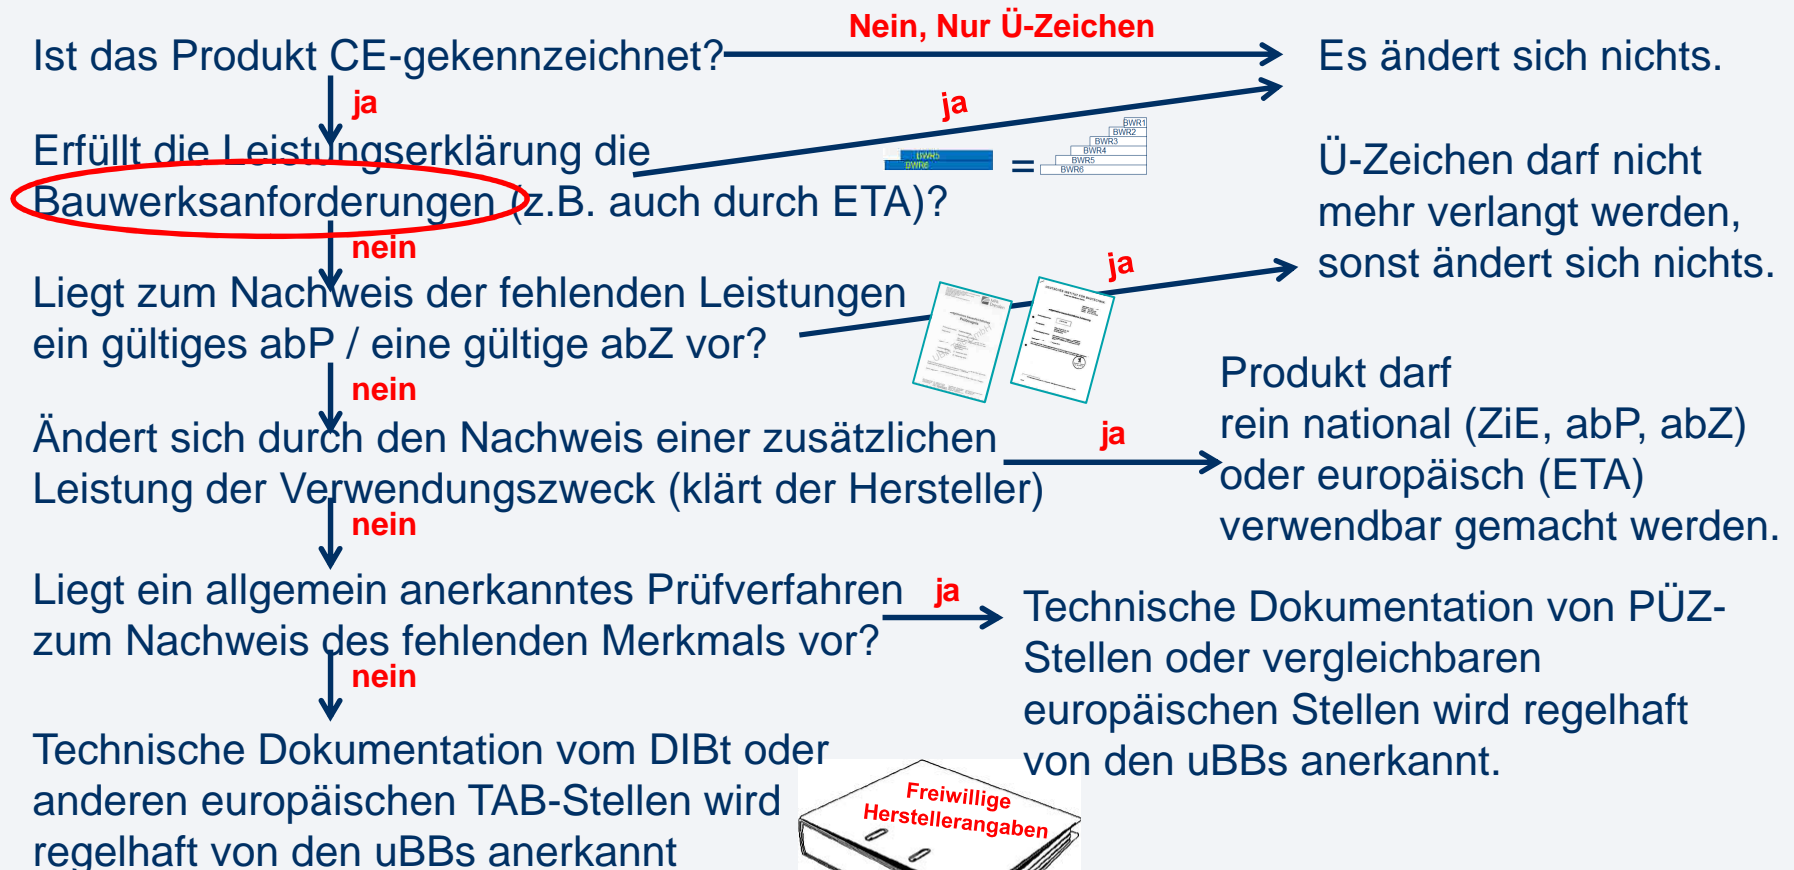 Nein, Nur Ü-Zeichen
Ist das Produkt CE-gekennzeichnet?
Es ändert sich nichts.
ja
ja
Erfüllt die Leistungserklärung die
Bauwerksanforderungen (z.B. auch durch ETA)?
BWR5
BWR6
=
BWR1
BWR2
BWR3
BWR4
BWR5
BWR6
Ü-Zeichen darf nicht
mehr verlangt werden,
sonst ändert sich nichts.
nein
ja
Liegt zum Nachweis der fehlenden Leistungen
ein gültiges abP / eine gültige abZ vor?
nein
Produkt darf
rein national (ZiE, abP, abZ)
oder europäisch (ETA)
verwendbar gemacht werden.
Ändert sich durch den Nachweis einer zusätzlichen
Leistung der Verwendungszweck (klärt der Hersteller)
ja
nein
Liegt ein allgemein anerkanntes Prüfverfahren
zum Nachweis des fehlenden Merkmals vor?
ja
Technische Dokumentation von PÜZ-
Stellen oder vergleichbaren
europäischen Stellen wird regelhaft
von den uBBs anerkannt.
nein
Technische Dokumentation vom DIBt oder
anderen europäischen TAB-Stellen wird
regelhaft von den uBBs anerkannt
Freiwillige
Herstellerangaben